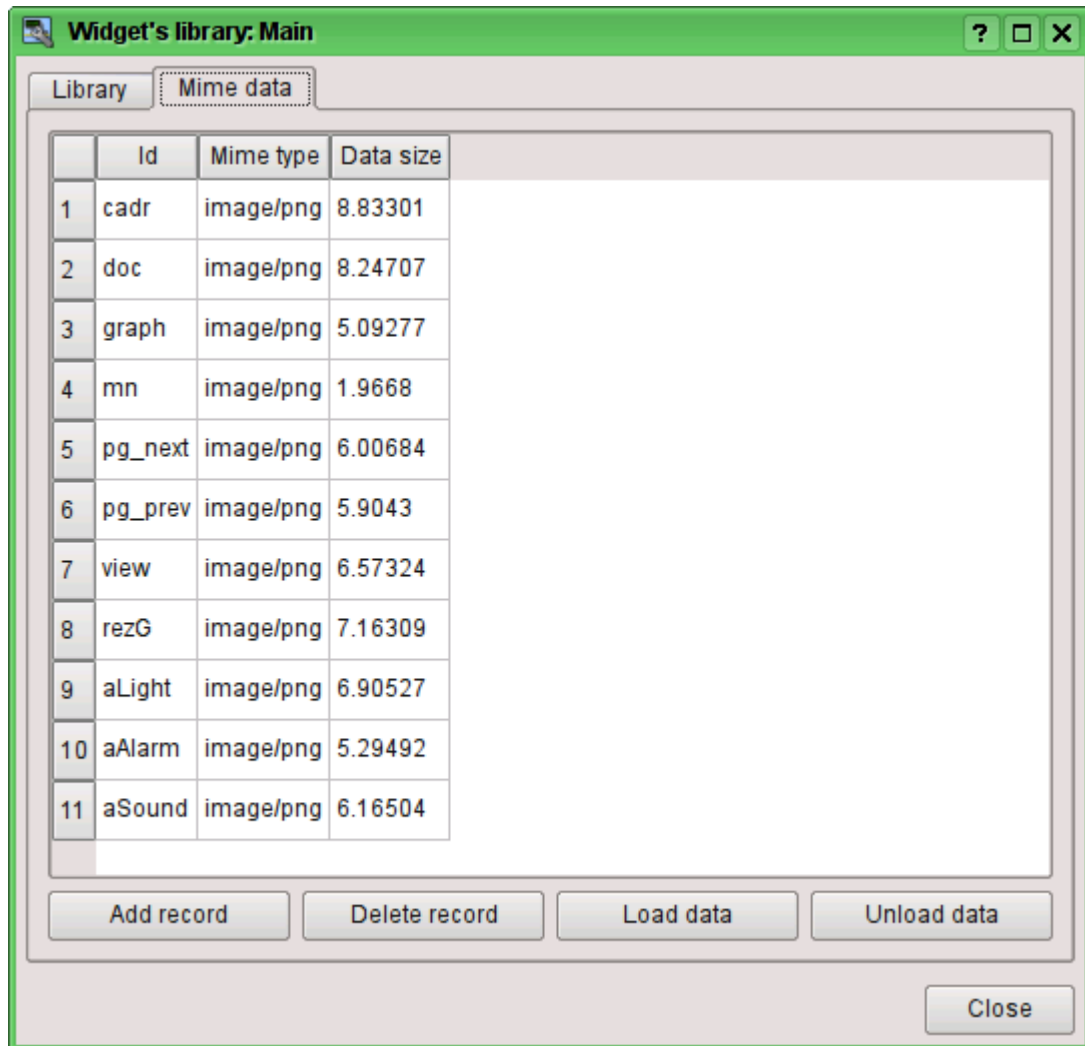 Widget's library: Main ?
Library Mime data
Id Mime type Data size
1 cadr image/png 8.83301
2 doc image/png 8.24707
3 graph image/png 5.09277
4 mn image/png 1.9668
5 pg_next image/png 6.00684
6 pg_prev image/png 5.9043
7 view image/png 6.57324
8 rezG image/png 7.16309
9 aLight image/png 6.90527
10 aAlarm image/png 5.29492
11 aSound image/png 6.16504
Add record Delete record Load data Unload data
Close